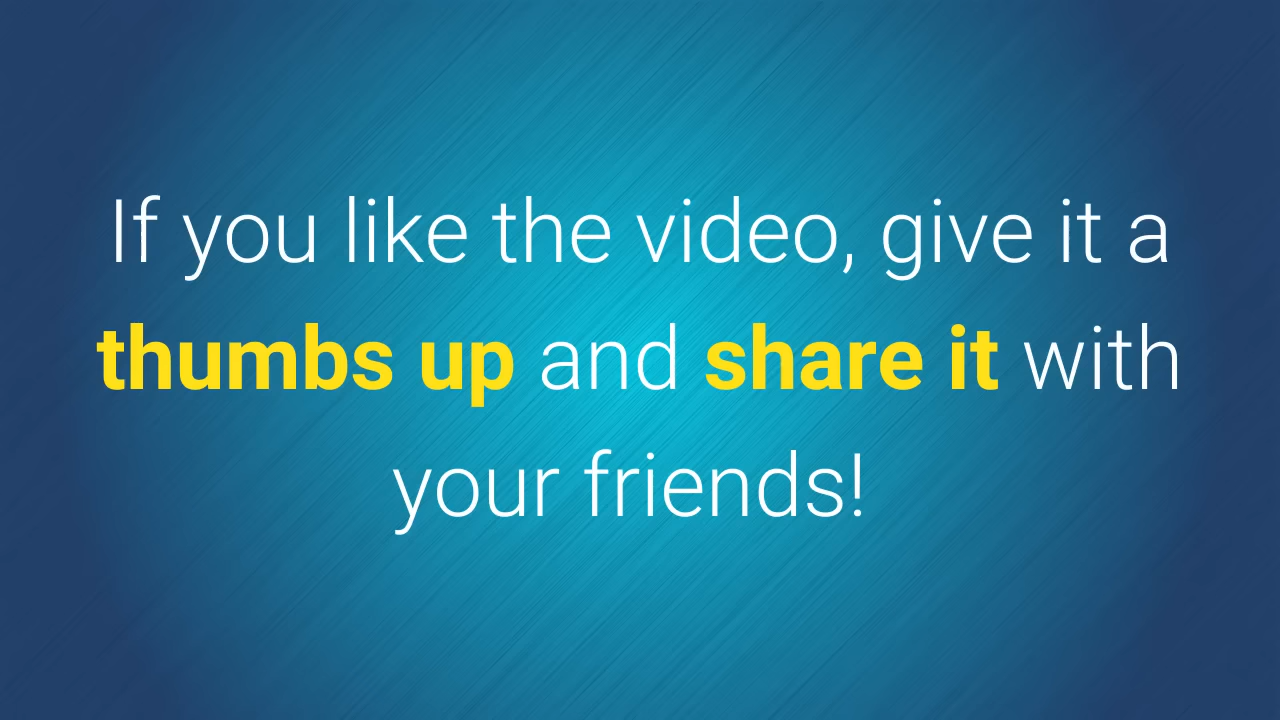 If you like the video, give it a
thumbs up and share it with
your friends!